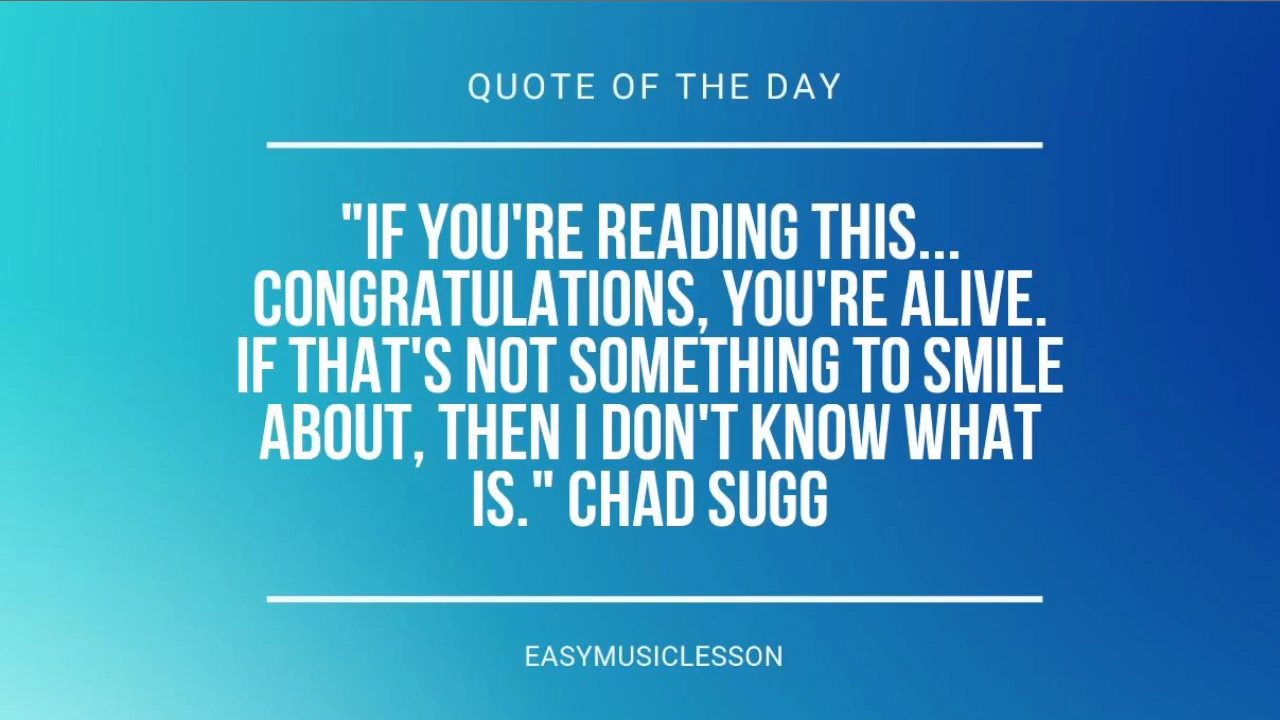 QUOTE OF THE DAY
"IF YOU'RE READING THIS...
CONGRATULATIONS, YOU'RE ALIVE.
IF THAT'S NOT SOMETHING TO SMILE
ABOUT, THEN I DON'T KNOW WHAT
IS." CHAD SUGG
EASYMUSICLESSON